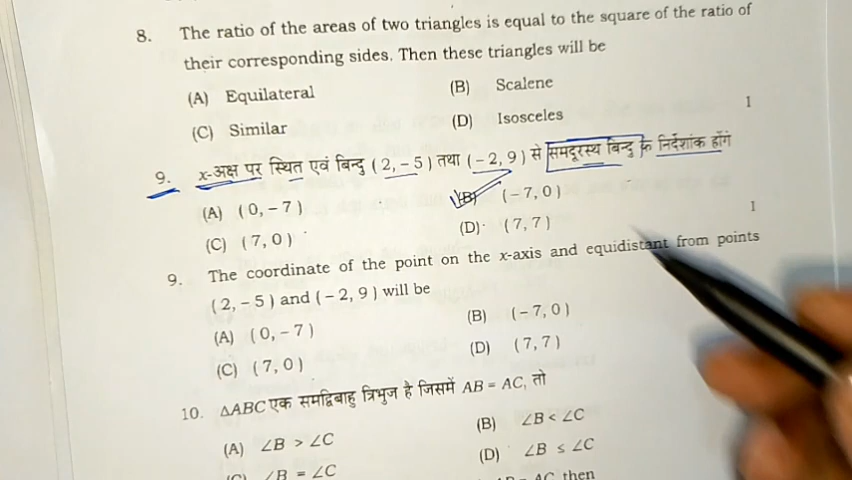 8. The ratio of the areas of two triangles is equal to the square of the ratio of
their corresponding sides. Then these triangles will be
(A) Equilateral (B) Scalene
(C) Similar (D) Isosceles 1
9. x-अक्ष पर स्थित एवं बिन्दु ( 2, – 5 ) तथा ( – 2, 9 ) से समदूरस्थ बिन्दु के निर्देशांक होंगे
(A) ( 0, – 7 ) (B) ( – 7, 0 )
(C) ( 7, 0 ) (D) ( 7, 7 ) 1
9. The coordinate of the point on the x-axis and equidistant from points
( 2, – 5 ) and ( – 2, 9 ) will be
(A) ( 0, – 7 ) (B) ( – 7, 0 )
(C) ( 7, 0 ) (D) ( 7, 7 )
10. ΔABC एक समद्विबाहु त्रिभुज है जिसमें AB = AC, तो
(A) ∠B > ∠C (B) ∠B < ∠C
(C) ∠B = ∠C (D) ∠B ≤ ∠C
AB = AC then